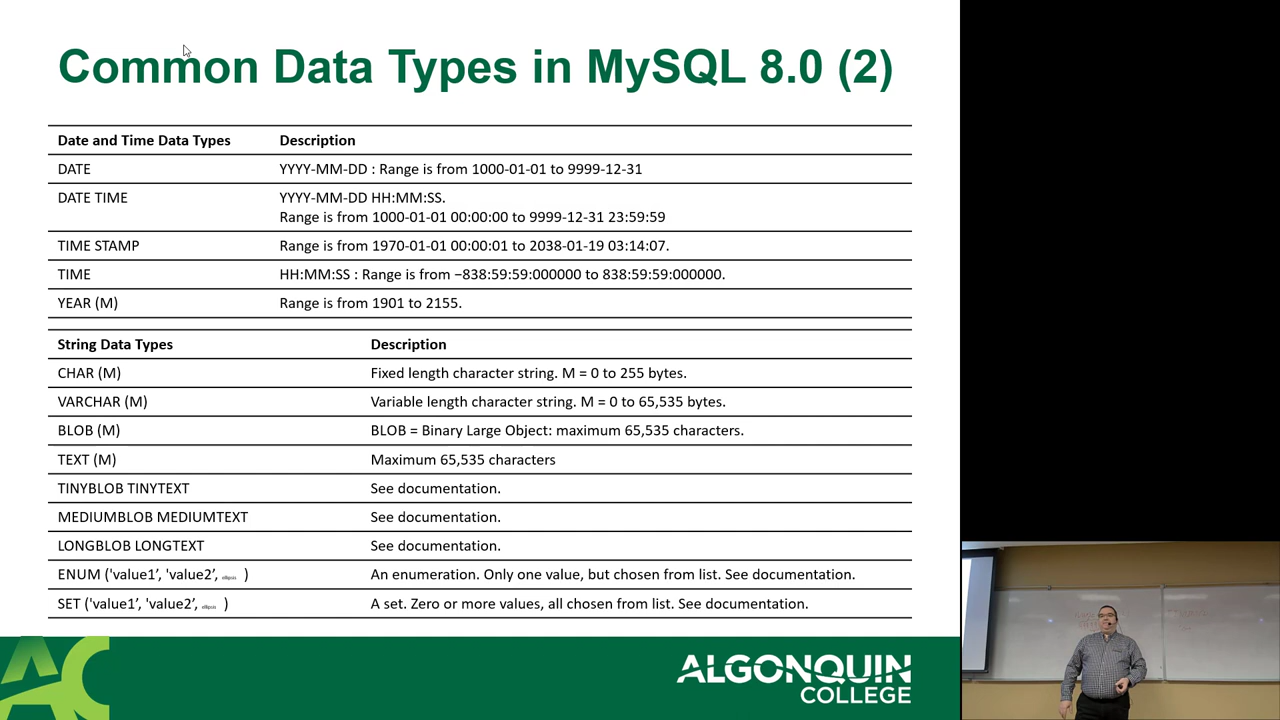 Common Data Types in MySQL 8.0 (2)
Date and Time Data Types Description
DATE YYYY-MM-DD : Range is from 1000-01-01 to 9999-12-31
DATE TIME YYYY-MM-DD HH:MM:SS.
Range is from 1000-01-01 00:00:00 to 9999-12-31 23:59:59
TIME STAMP Range is from 1970-01-01 00:00:01 to 2038-01-19 03:14:07.
TIME HH:MM:SS : Range is from −838:59:59:000000 to 838:59:59:000000.
YEAR (M) Range is from 1901 to 2155.
String Data Types Description
CHAR (M) Fixed length character string. M = 0 to 255 bytes.
VARCHAR (M) Variable length character string. M = 0 to 65,535 bytes.
BLOB (M) BLOB = Binary Large Object: maximum 65,535 characters.
TEXT (M) Maximum 65,535 characters
TINYBLOB TINYTEXT See documentation.
MEDIUMBLOB MEDIUMTEXT See documentation.
LONGBLOB LONGTEXT See documentation.
ENUM ('value1’, 'value2’, ellipsis ) An enumeration. Only one value, but chosen from list. See documentation.
SET ('value1’, 'value2’, ellipsis ) A set. Zero or more values, all chosen from list. See documentation.
AC
ALGONQUIN
COLLEGE